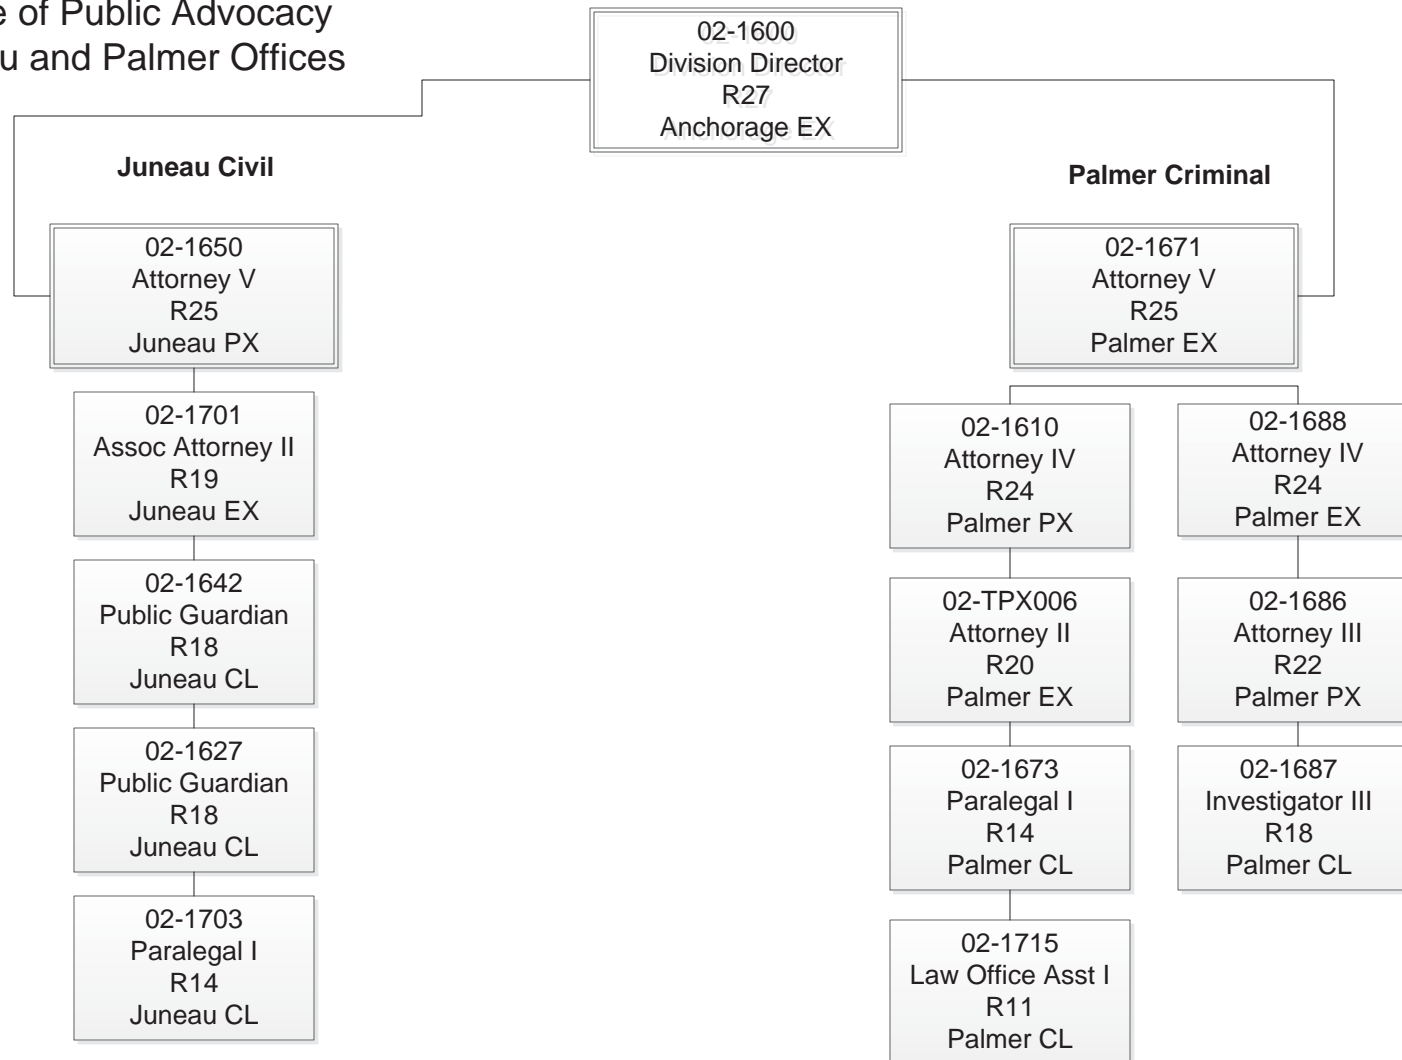 of Public Advocacy
and Palmer Offices
02-1600
Division Director
R27
Anchorage EX
Juneau Civil
02-1650
Attorney V
R25
Juneau PX
02-1701
Assoc Attorney II
R19
Juneau EX
02-1642
Public Guardian
R18
Juneau CL
02-1627
Public Guardian
R18
Juneau CL
02-1703
Paralegal I
R14
Juneau CL
Palmer Criminal
02-1671
Attorney V
R25
Palmer EX
02-1610
Attorney IV
R24
Palmer PX
02-TPX006
Attorney II
R20
Palmer EX
02-1673
Paralegal I
R14
Palmer CL
02-1715
Law Office Asst I
R11
Palmer CL
02-1688
Attorney IV
R24
Palmer EX
02-1686
Attorney III
R22
Palmer PX
02-1687
Investigator III
R18
Palmer CL